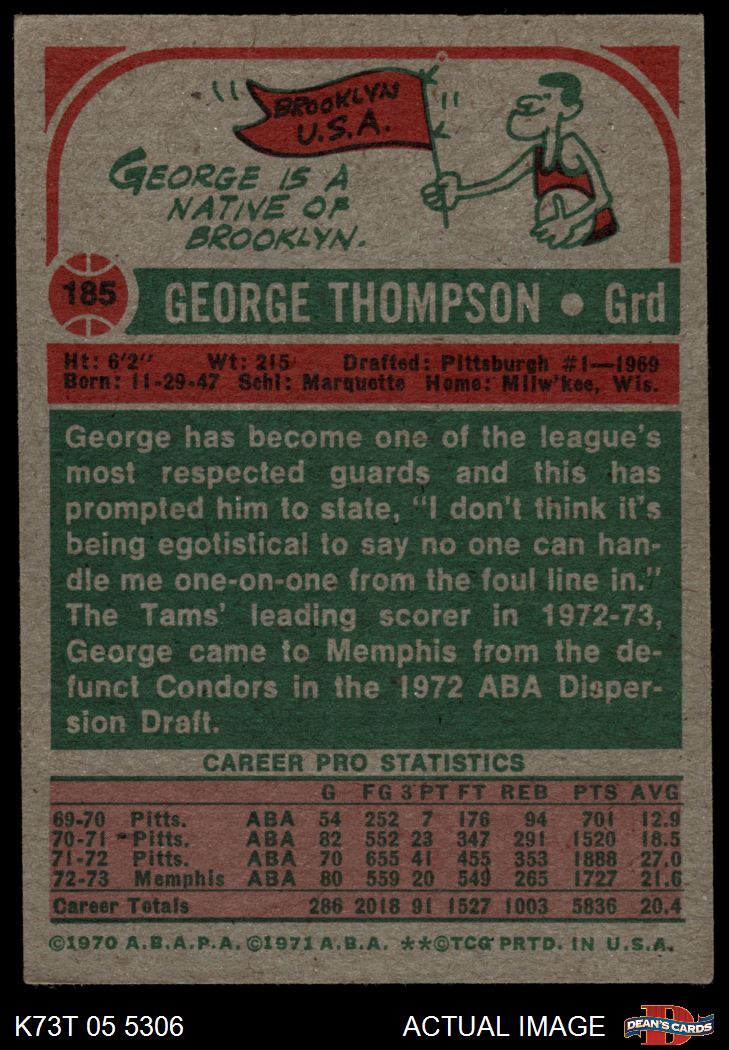 BROOKLYN
U.S.A.
GEORGE IS A
NATIVE OF
BROOKLYN.
185 GEORGE THOMPSON • Grd
Ht: 6'2" Wt: 215 Drafted: Pittsburgh #1—1969
Born: 11-29-47 Schl: Marquette Home: Milw'kee, Wis.
George has become one of the league's
most respected guards and this has
prompted him to state, "I don't think it's
being egotistical to say no one can han-
dle me one-on-one from the foul line in."
The Tams' leading scorer in 1972-73,
George came to Memphis from the de-
funct Condors in the 1972 ABA Disper-
sion Draft.
CAREER PRO STATISTICS
G FG 3PT FT REB PTS AVG
69-70 Pitts. ABA 54 252 7 176 94 701 12.9
70-71 Pitts. ABA 82 552 23 347 291 1520 18.5
71-72 Pitts. ABA 70 655 41 455 353 1888 27.0
72-73 Memphis ABA 80 559 20 549 265 1727 21.6
Career Totals 286 2018 91 1527 1003 5836 20.4
©1970 A.B.A.P.A. ©1971 A.B.A. **©TCG PRTD. IN U.S.A.
K73T 05 5306 ACTUAL IMAGE DEAN'S CARDS